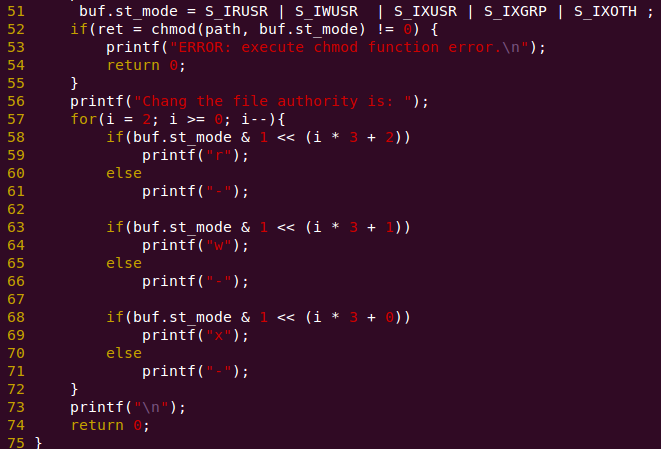 51      buf.st_mode = S_IRUSR | S_IWUSR  | S_IXUSR | S_IXGRP | S_IXOTH ;
52     if(ret = chmod(path, buf.st_mode) != 0) {
53         printf("ERROR: execute chmod function error.\n");
54         return 0;
55     }
56     printf("Chang the file authority is: ");
57     for(i = 2; i >= 0; i--){
58         if(buf.st_mode & 1 << (i * 3 + 2))
59             printf("r");
60         else
61             printf("-");
62
63         if(buf.st_mode & 1 << (i * 3 + 1))
64             printf("w");
65         else
66             printf("-");
67
68         if(buf.st_mode & 1 << (i * 3 + 0))
69             printf("x");
70         else
71             printf("-");
72     }
73     printf("\n");
74     return 0;
75 }